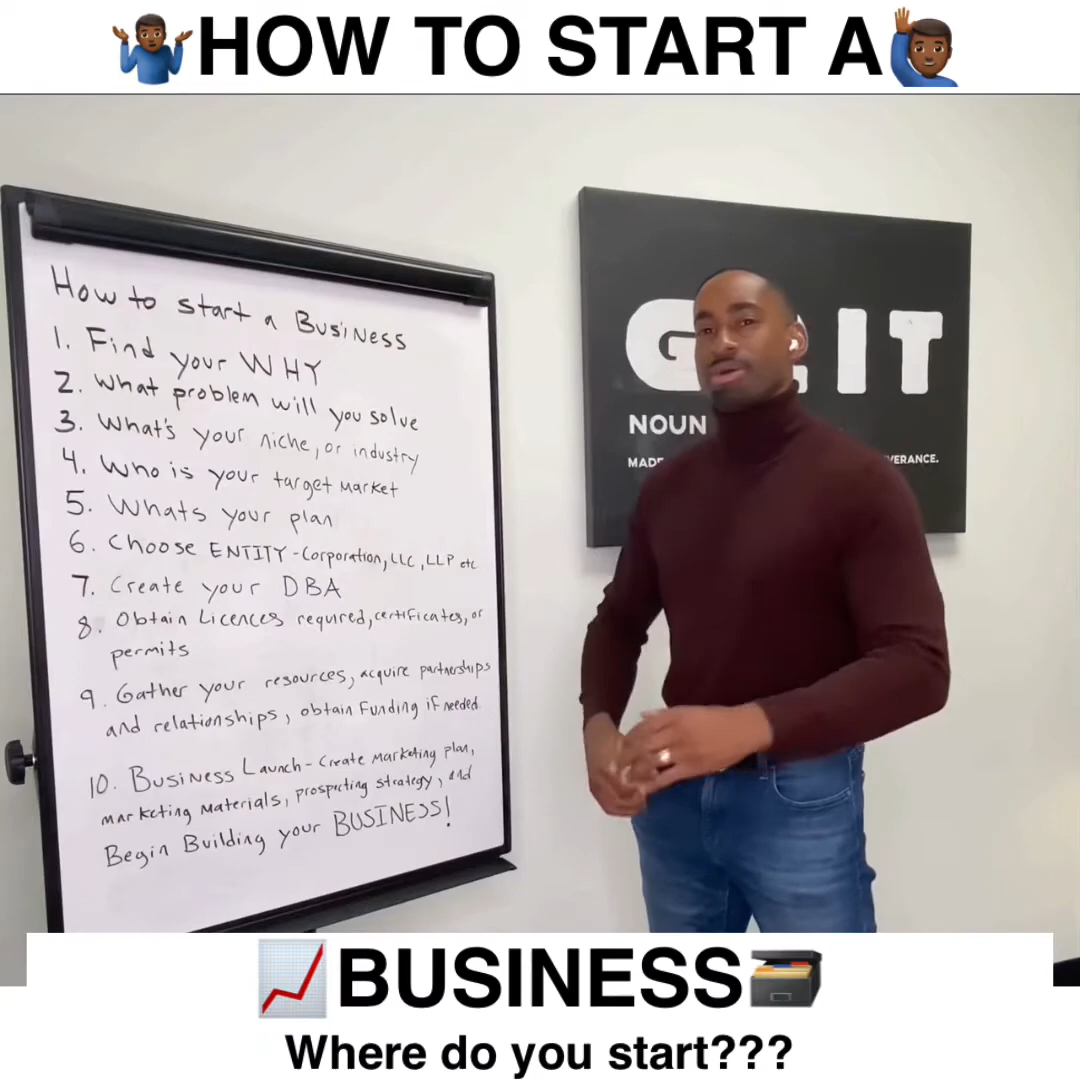 🤷🏾‍♂️HOW TO START A🙋🏾‍♂️
How to start a Business
1. Find your WHY
2. What problem will you solve
3. What's your niche, or industry
4. Who is your target market
5. Whats your plan
6. Choose ENTITY - Corporation, LLC, LLP etc
7. Create your DBA
8. Obtain Licences required, certificates, or
permits
9. Gather your resources, acquire partnerships
and relationships, obtain funding if needed.
10. Business Launch - Create marketing plan,
marketing materials, prospecting strategy, and
Begin Building your BUSINESS!
G IT
NOUN
MADE VERANCE.
📈BUSINESS🗃️
Where do you start???